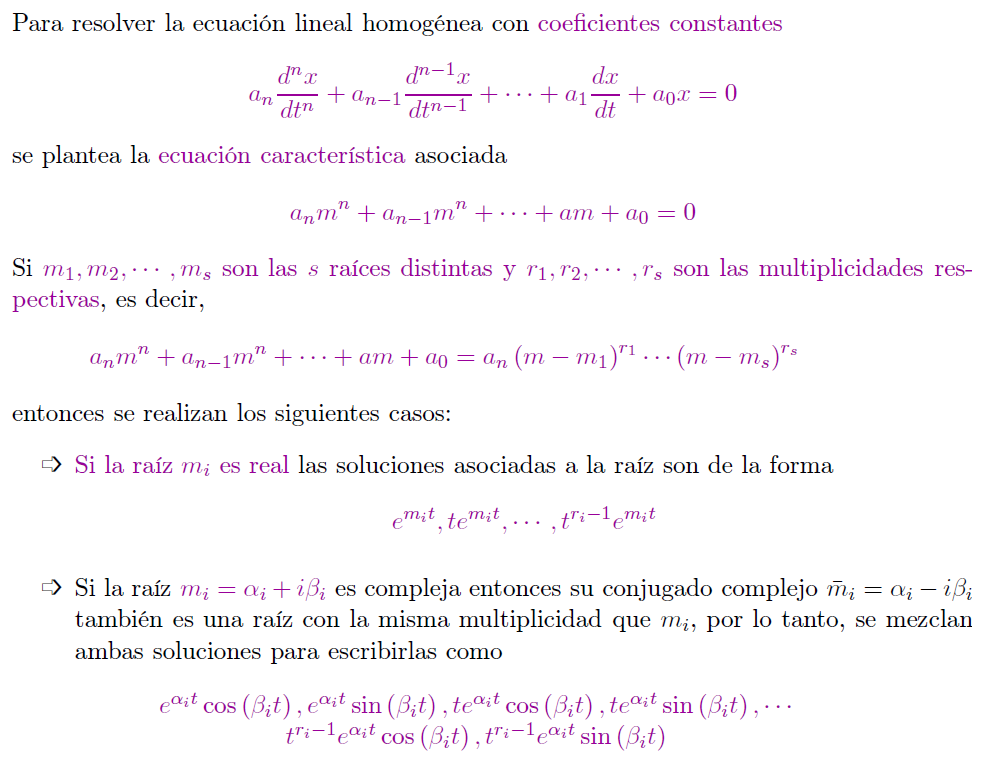 Para resolver la ecuación lineal homogénea con coeficientes constantes
$a_n \frac{d^n x}{dt^n} + a_{n-1} \frac{d^{n-1} x}{dt^{n-1}} + \cdots + a_1 \frac{dx}{dt} + a_0 x = 0$
se plantea la ecuación característica asociada
$a_n m^n + a_{n-1} m^n + \cdots + am + a_0 = 0$
Si $m_1, m_2, \cdots, m_s$ son las $s$ raíces distintas y $r_1, r_2, \cdots, r_s$ son las multiplicidades res-
pectivas, es decir,
$a_n m^n + a_{n-1} m^n + \cdots + am + a_0 = a_n (m - m_1)^{r_1} \cdots (m - m_s)^{r_s}$
entonces se realizan los siguientes casos:
➩ Si la raíz $m_i$ es real las soluciones asociadas a la raíz son de la forma
$e^{m_i t}, te^{m_i t}, \cdots, t^{r_i - 1} e^{m_i t}$
➩ Si la raíz $m_i = \alpha_i + i\beta_i$ es compleja entonces su conjugado complejo $\bar{m}_i = \alpha_i - i\beta_i$
también es una raíz con la misma multiplicidad que $m_i$, por lo tanto, se mezclan
ambas soluciones para escribirlas como
$e^{\alpha_i t} \cos(\beta_i t), e^{\alpha_i t} \sin(\beta_i t), te^{\alpha_i t} \cos(\beta_i t), te^{\alpha_i t} \sin(\beta_i t), \cdots$
$t^{r_i - 1} e^{\alpha_i t} \cos(\beta_i t), t^{r_i - 1} e^{\alpha_i t} \sin(\beta_i t)$